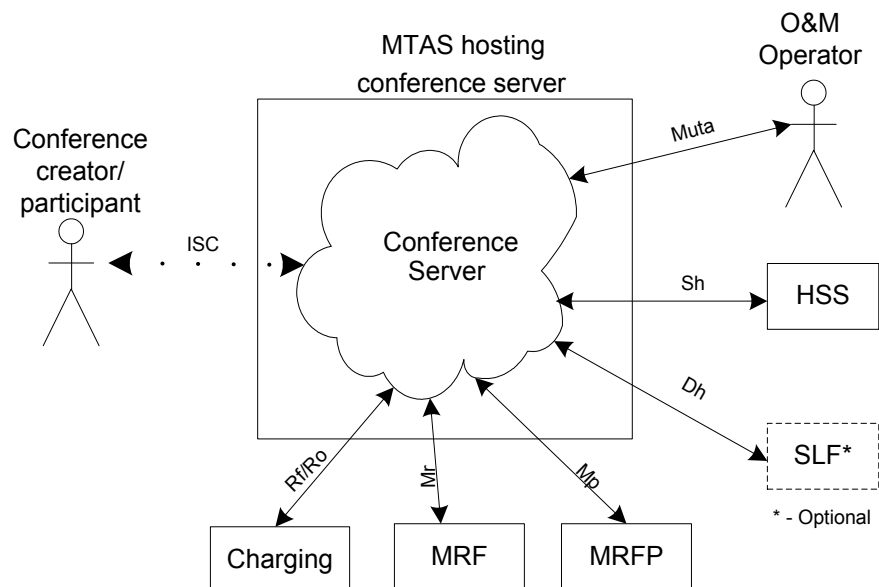 O&M
Operator
MTAS hosting
conference server
Conference
creator/
participant
Muta
ISC
Conference
Server
Sh
HSS
Dh
SLF*
* - Optional
Rf/Ro
Mr
Mp
Charging
MRF
MRFP